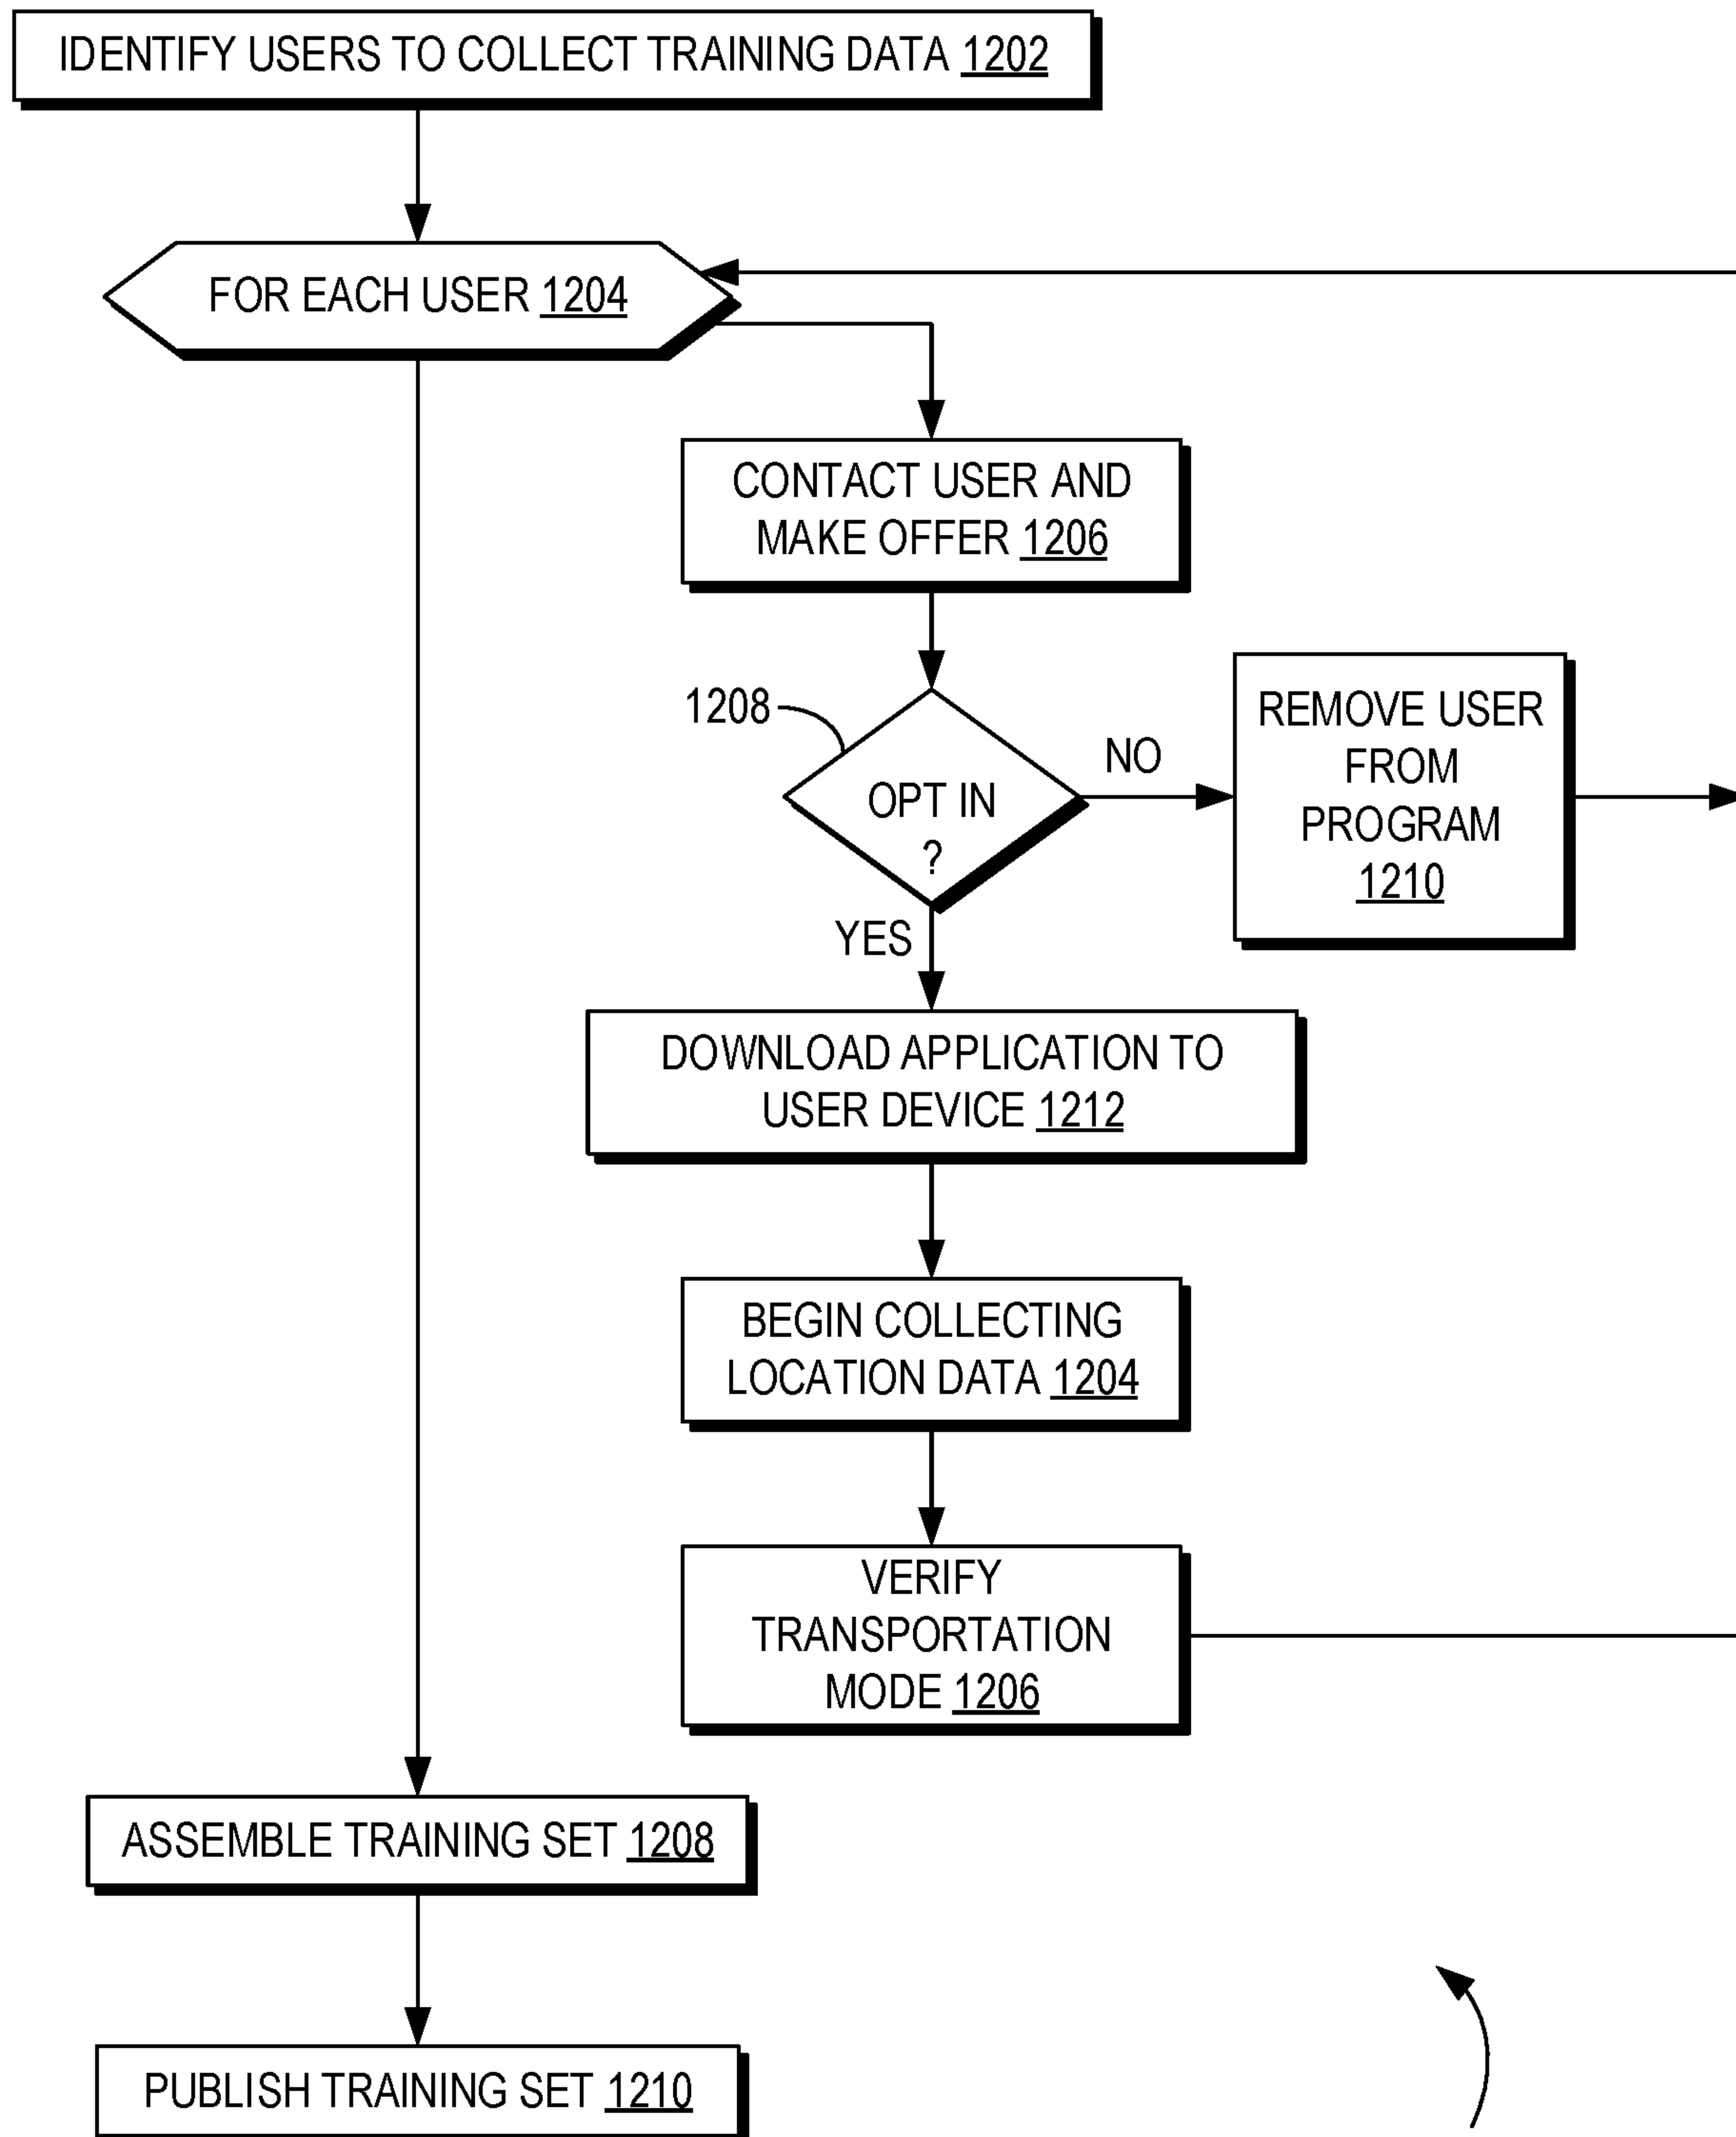 IDENTIFY USERS TO COLLECT TRAINING DATA 1202
FOR EACH USER 1204
CONTACT USER AND
MAKE OFFER 1206
1208
OPT IN
?
NO
REMOVE USER
FROM
PROGRAM
1210
YES
DOWNLOAD APPLICATION TO
USER DEVICE 1212
BEGIN COLLECTING
LOCATION DATA 1204
VERIFY
TRANSPORTATION
MODE 1206
ASSEMBLE TRAINING SET 1208
PUBLISH TRAINING SET 1210